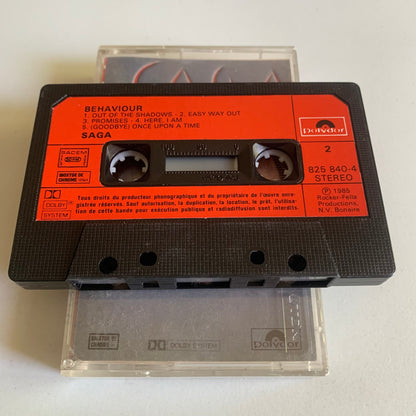 SAGA
BEHAVIOUR
1. OUT OF THE SHADOWS - 2. EASY WAY OUT
3. PROMISES - 4. HERE, I AM
5. (GOODBYE) ONCE UPON A TIME
SAGA
polydor
2
825 840-4
STEREO
SACEM
DOLBY
SYSTEM
Tous droits du producteur phonographique et du propriétaire de l'œuvre enre-
gistrée réservés. Sauf autorisation, la duplication, la location, le prêt, l'utilisa-
tion de cette bande pour exécution publique et radiodiffusion sont interdits.
℗ 1985
Rocker-Fella
Productions,
N.V. Bonaire
DOLBY SYSTEM
polydor